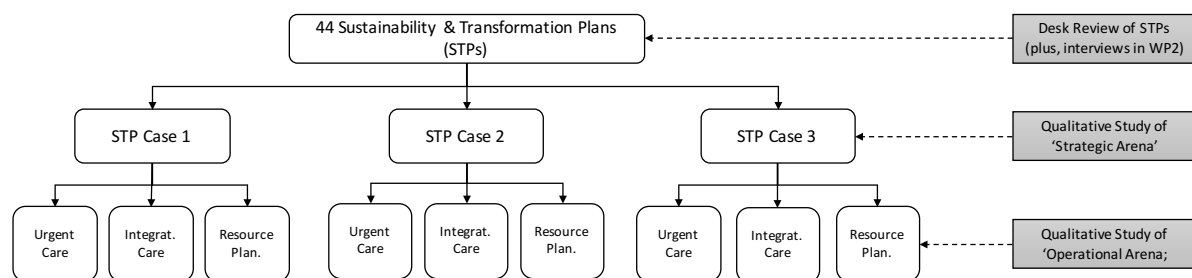 44 Sustainability & Transformation Plans
(STPs)
Desk Review of STPs
(plus, interviews in WP2)
STP Case 1
STP Case 2
STP Case 3
Qualitative Study of
‘Strategic Arena’
Urgent
Care
Integrat.
Care
Resource
Plan.
Urgent
Care
Integrat.
Care
Resource
Plan.
Urgent
Care
Integrat.
Care
Resource
Plan.
Qualitative Study of
‘Operational Arena;